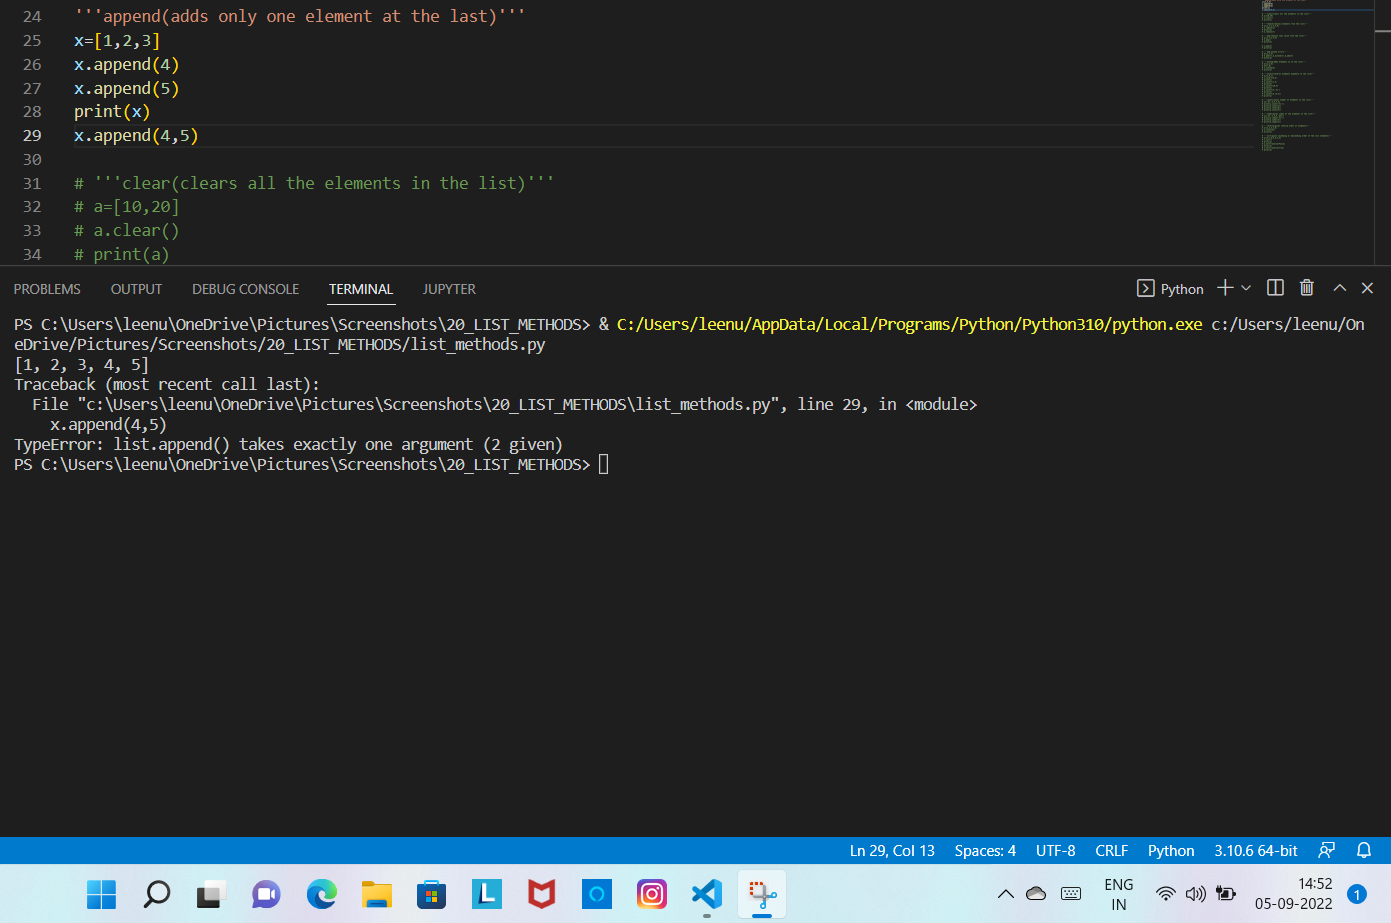 24 '''append(adds only one element at the last)'''
25 x=[1,2,3]
26 x.append(4)
27 x.append(5)
28 print(x)
29 x.append(4,5)
30
31 # '''clear(clears all the elements in the list)'''
32 # a=[10,20]
33 # a.clear()
34 # print(a)
PROBLEMS OUTPUT DEBUG CONSOLE TERMINAL JUPYTER Python
PS C:\Users\leenu\OneDrive\Pictures\Screenshots\20_LIST_METHODS> & C:/Users/leenu/AppData/Local/Programs/Python/Python310/python.exe c:/Users/leenu/On
eDrive/Pictures/Screenshots/20_LIST_METHODS/list_methods.py
[1, 2, 3, 4, 5]
Traceback (most recent call last):
  File "c:\Users\leenu\OneDrive\Pictures\Screenshots\20_LIST_METHODS\list_methods.py", line 29, in <module>
    x.append(4,5)
TypeError: list.append() takes exactly one argument (2 given)
PS C:\Users\leenu\OneDrive\Pictures\Screenshots\20_LIST_METHODS>
Ln 29, Col 13 Spaces: 4 UTF-8 CRLF Python 3.10.6 64-bit
L
ENG
IN
14:52
05-09-2022
1